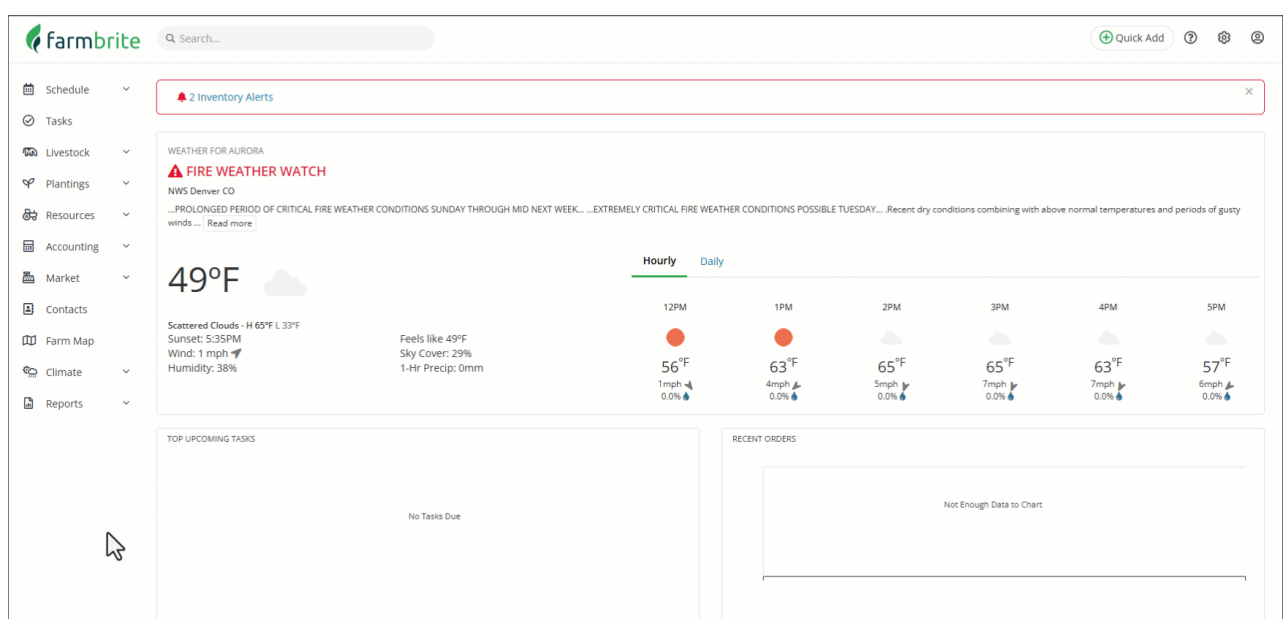 farmbrite
Search...
Quick Add
Schedule
Tasks
Livestock
Plantings
Resources
Accounting
Market
Contacts
Farm Map
Climate
Reports
2 Inventory Alerts
×
WEATHER FOR AURORA
FIRE WEATHER WATCH
NWS Denver CO
...PROLONGED PERIOD OF CRITICAL FIRE WEATHER CONDITIONS SUNDAY THROUGH MID NEXT WEEK... ...EXTREMELY CRITICAL FIRE WEATHER CONDITIONS POSSIBLE TUESDAY... .Recent dry conditions combining with above normal temperatures and periods of gusty
winds ... Read more
49°F
Scattered Clouds - H 65°F L 33°F
Sunset: 5:35PM
Wind: 1 mph
Humidity: 38%
Feels like 49°F
Sky Cover: 29%
1-Hr Precip: 0mm
Hourly Daily
12PM 1PM 2PM 3PM 4PM 5PM
56°F 63°F 65°F 65°F 63°F 57°F
1mph 4mph 5mph 7mph 7mph 6mph
0.0% 0.0% 0.0% 0.0% 0.0% 0.0%
TOP UPCOMING TASKS
No Tasks Due
RECENT ORDERS
Not Enough Data to Chart